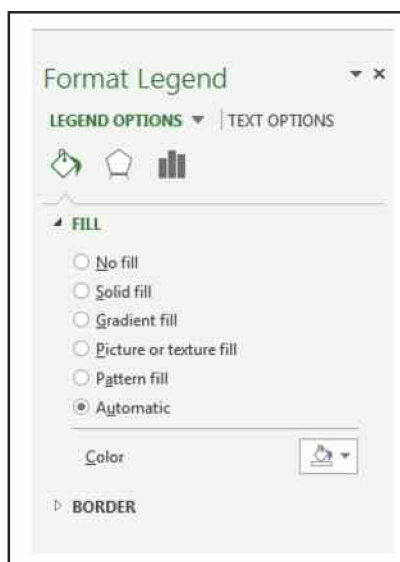 Format Legend
LEGEND OPTIONS TEXT OPTIONS
FILL
No fill
Solid fill
Gradient fill
Picture or texture fill
Pattern fill
Automatic
Color
BORDER